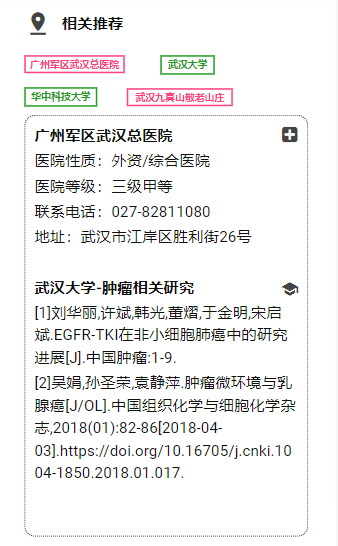 相关推荐
广州军区武汉总医院 武汉大学
华中科技大学 武汉九真山敬老山庄
广州军区武汉总医院
医院性质：外资/综合医院
医院等级：三级甲等
联系电话：027-82811080
地址：武汉市江岸区胜利街26号
武汉大学-肿瘤相关研究
[1]刘华丽,许斌,韩光,董熠,于金明,宋启
斌.EGFR-TKI在非小细胞肺癌中的研究
进展[J].中国肿瘤:1-9.
[2]吴娟,孙圣荣,袁静萍.肿瘤微环境与乳
腺癌[J/OL].中国组织化学与细胞化学杂
志,2018(01):82-86[2018-04-
03].https://doi.org/10.16705/j.cnki.10
04-1850.2018.01.017.